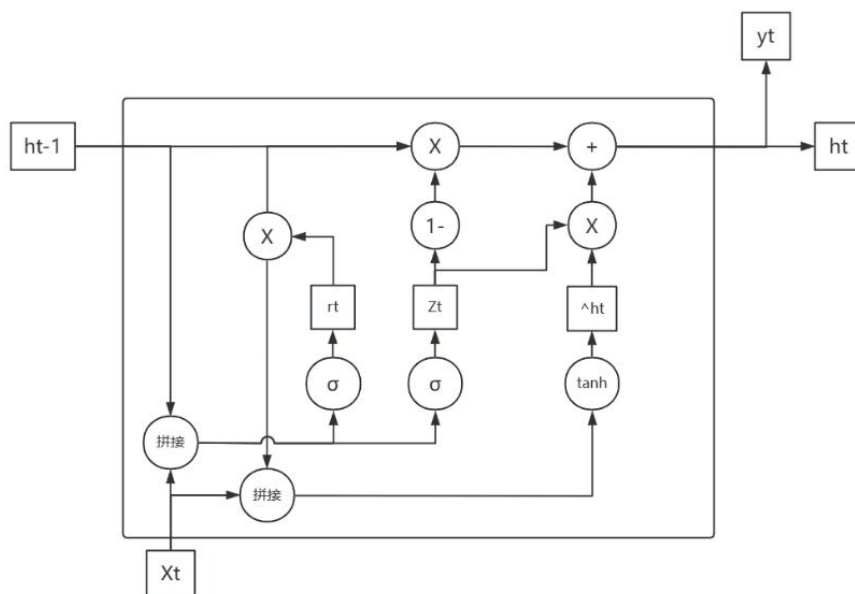 yt
ht-1
X
+
ht
1-
X
X
rt
Zt
^ht
σ
σ
tanh
拼接
拼接
Xt